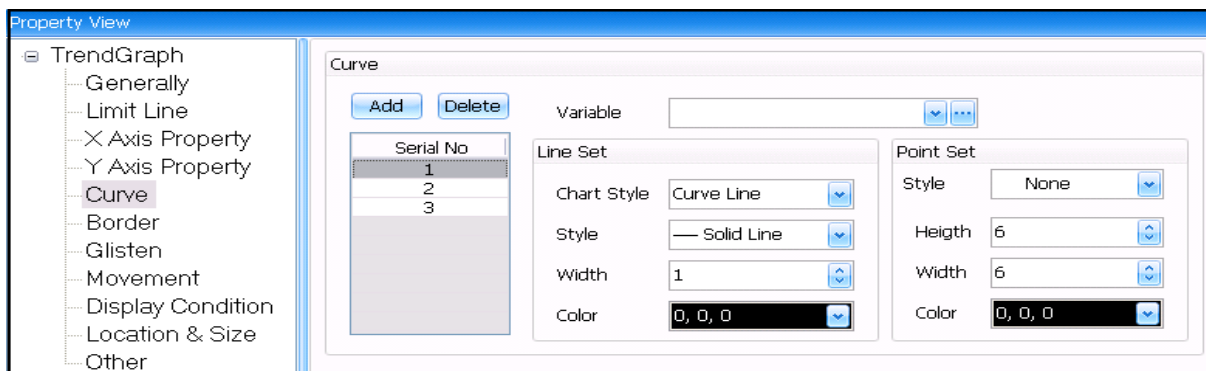 Property View
TrendGraph
Generally
Limit Line
X Axis Property
Y Axis Property
Curve
Border
Glisten
Movement
Display Condition
Location & Size
Other
Curve
Add Delete
Variable
Serial No
1
2
3
Line Set
Chart Style Curve Line
Style Solid Line
Width 1
Color 0, 0, 0
Point Set
Style None
Heigth 6
Width 6
Color 0, 0, 0